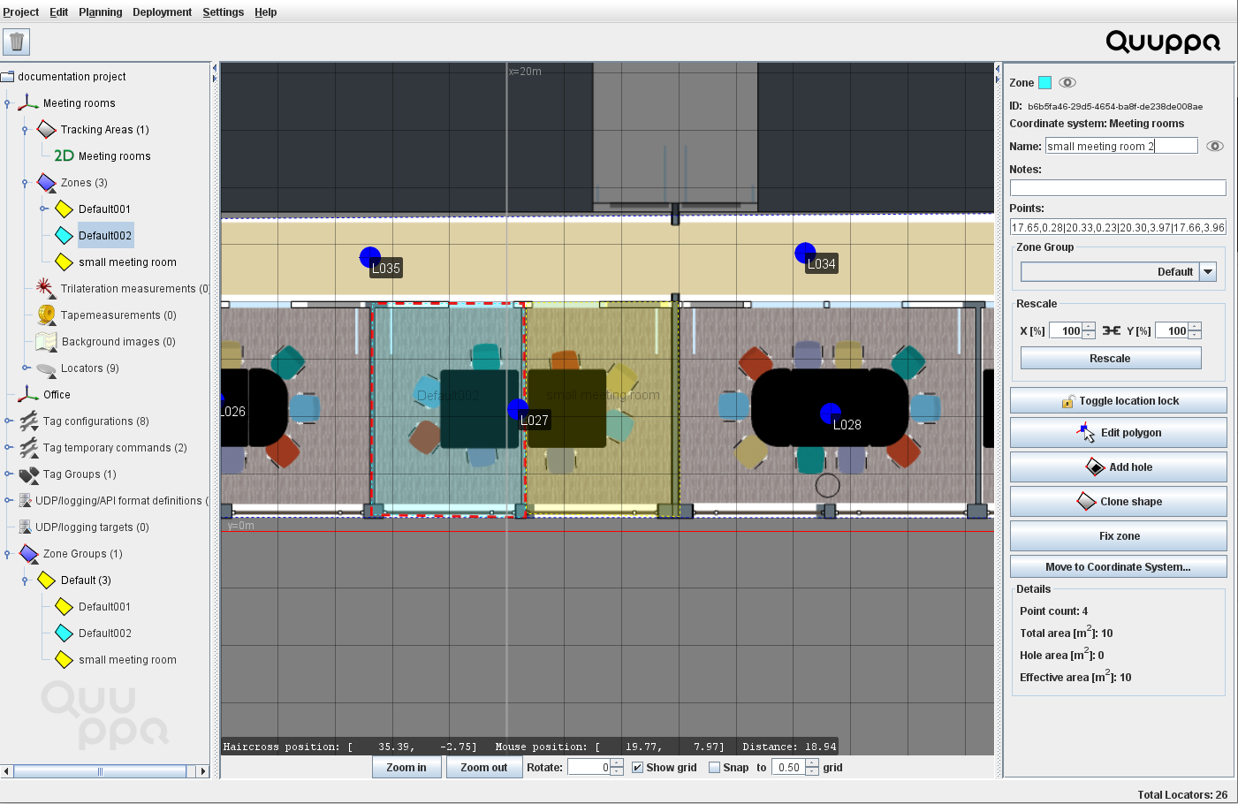 Project Edit Planning Deployment Settings Help
Quuppa
documentation project
Meeting rooms
Tracking Areas (1)
2D Meeting rooms
Zones (3)
Default001
Default002
small meeting room
Trilateration measurements (0
Tapemeasurements (0)
Background images (0)
Locators (9)
Office
Tag configurations (8)
Tag temporary commands (2)
Tag Groups (1)
UDP/logging/API format definitions (
UDP/logging targets (0)
Zone Groups (1)
Default (3)
Default001
Default002
small meeting room
Quuppa
x=20m
L035
L034
Default002
small meeting room
L026
L027
L028
y=0m
Haircross position: [ 35.39, -2.75] Mouse position: [ 19.77, 7.97] Distance: 18.94
Zoom in Zoom out Rotate: 0 Show grid Snap to 0.50 grid
Zone
ID: b6b5fa46-29d5-4654-ba8f-de238de008ae
Coordinate system: Meeting rooms
Name: small meeting room 2
Notes:
Points:
17.65,0.28|20.33,0.23|20.30,3.97|17.66,3.96
Zone Group
Default
Rescale
X [%] 100 Y [%] 100
Rescale
Toggle location lock
Edit polygon
Add hole
Clone shape
Fix zone
Move to Coordinate System...
Details
Point count: 4
Total area [m²]: 10
Hole area [m²]: 0
Effective area [m²]: 10
Total Locators: 26